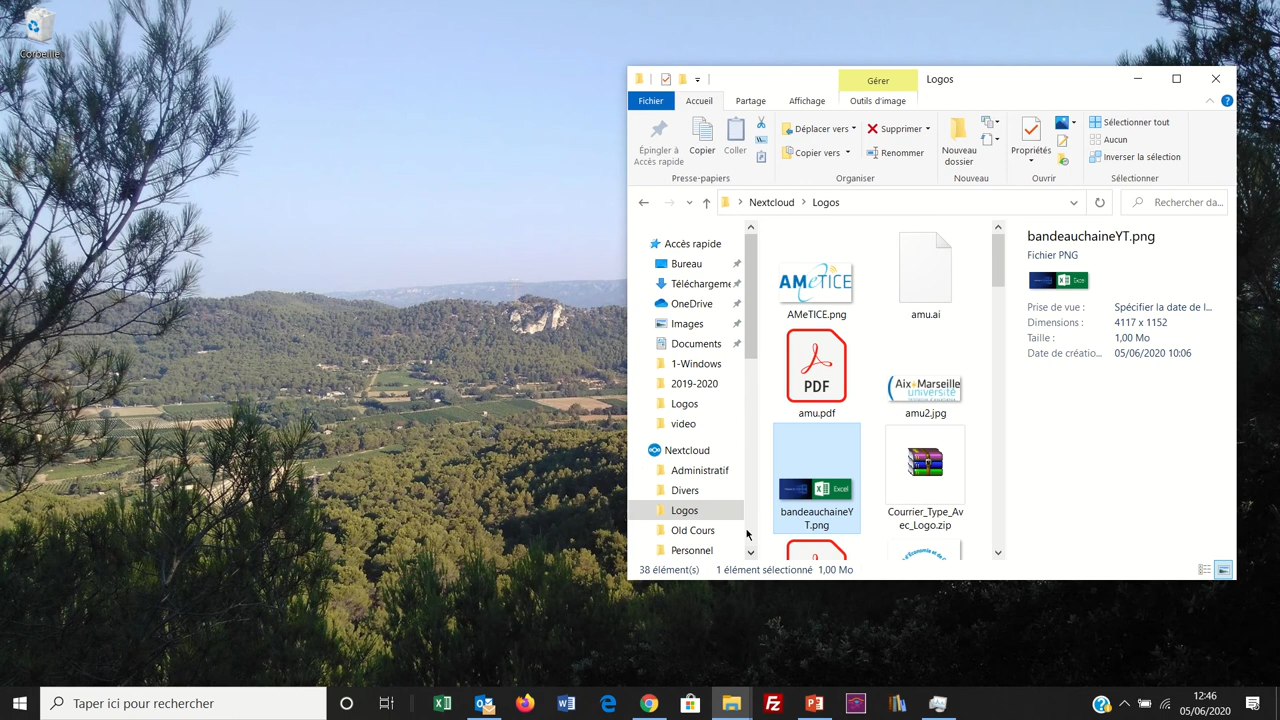 Corbeille
Gérer
Logos
Fichier
Accueil
Partage
Affichage
Outils d'image
Épingler à
Accès rapide
Copier
Coller
Déplacer vers
Copier vers
Supprimer
Renommer
Nouveau
dossier
Propriétés
Sélectionner tout
Aucun
Inverser la sélection
Presse-papiers
Organiser
Nouveau
Ouvrir
Sélectionner
Nextcloud
Logos
Rechercher da...
Accès rapide
Bureau
Téléchargeme
OneDrive
Images
Documents
1-Windows
2019-2020
Logos
video
Nextcloud
Administratif
Divers
Logos
Old Cours
Personnel
AMeTICE
AMeTICE.png
amu.ai
PDF
amu.pdf
Aix*Marseille
université
amu2.jpg
Excel
bandeauchaineY
T.png
Courrier_Type_Av
ec_Logo.zip
bandeauchaineYT.png
Fichier PNG
Excel
Prise de vue : Spécifier la date de l...
Dimensions : 4117 x 1152
Taille : 1,00 Mo
Date de créatio... 05/06/2020 10:06
38 élément(s) 1 élément sélectionné 1,00 Mo
Taper ici pour rechercher
12:46
05/06/2020